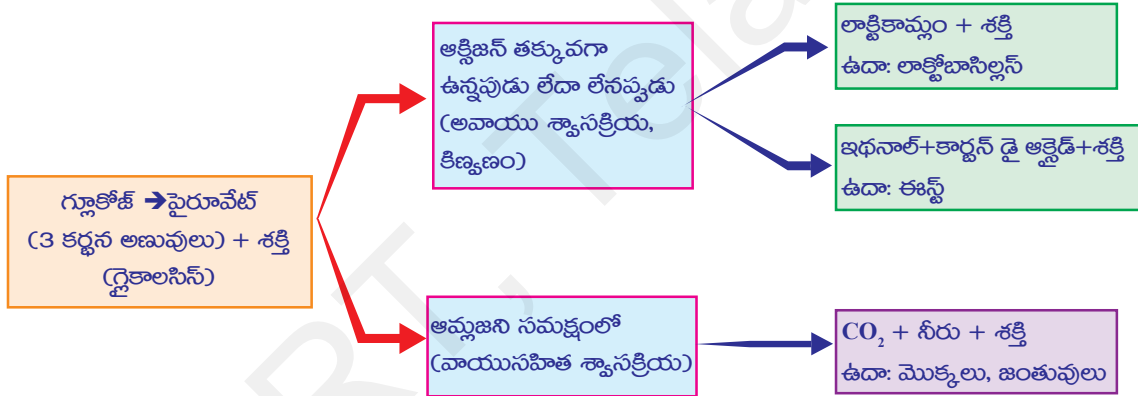 గ్లూకోజ్ ➔పైరూవేట్
(3 కర్భన అణువులు) + శక్తి
(గ్లైకాలసిస్)
ఆక్సిజన్ తక్కువగా
ఉన్నపుడు లేదా లేనప్పుడు
(అవాయు శ్వాసక్రియ,
కిణ్వణం)
లాక్టికామ్లం + శక్తి
ఉదా: లాక్టోబాసిల్లస్
ఇథనాల్+కార్బన్ డై ఆక్సైడ్+శక్తి
ఉదా: ఈస్ట్
ఆమ్లజని సమక్షంలో
(వాయుసహిత శ్వాసక్రియ)
CO₂ + నీరు + శక్తి
ఉదా: మొక్కలు, జంతువులు